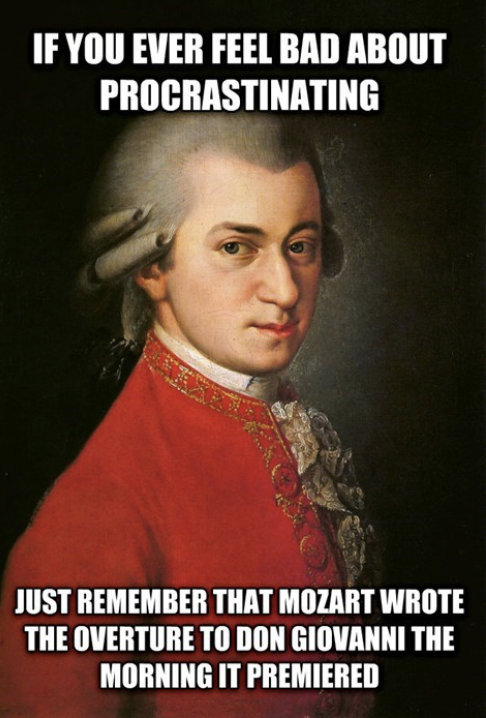 IF YOU EVER FEEL BAD ABOUT
PROCRASTINATING
JUST REMEMBER THAT MOZART WROTE
THE OVERTURE TO DON GIOVANNI THE
MORNING IT PREMIERED